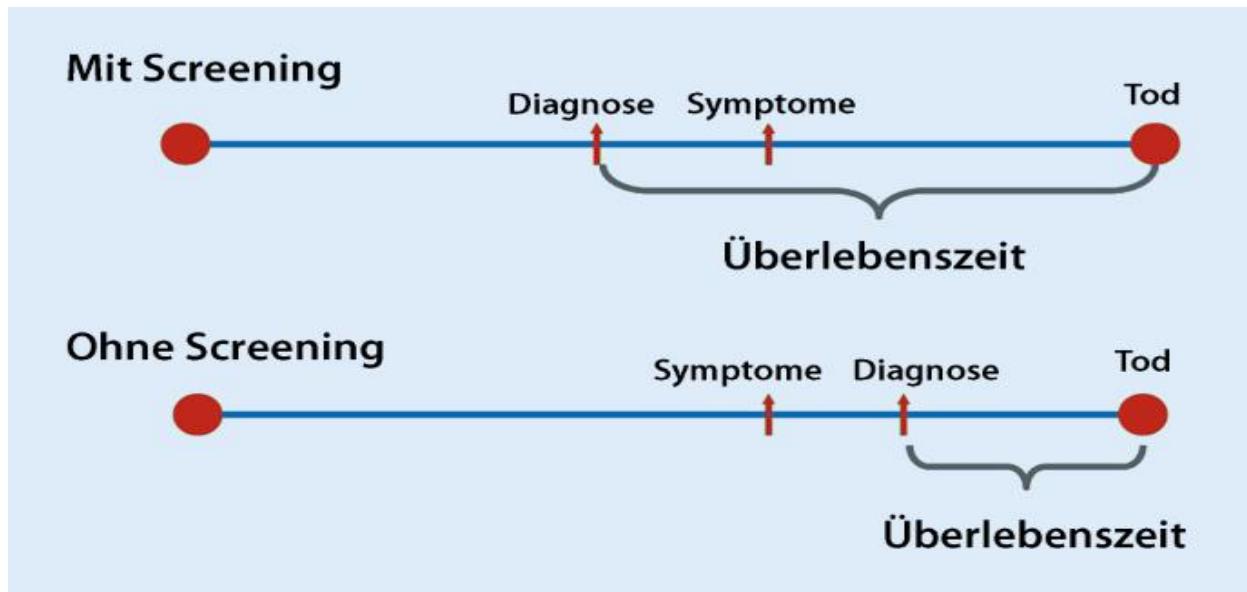 Mit Screening
Diagnose Symptome Tod
Überlebenszeit
Ohne Screening
Symptome Diagnose Tod
Überlebenszeit